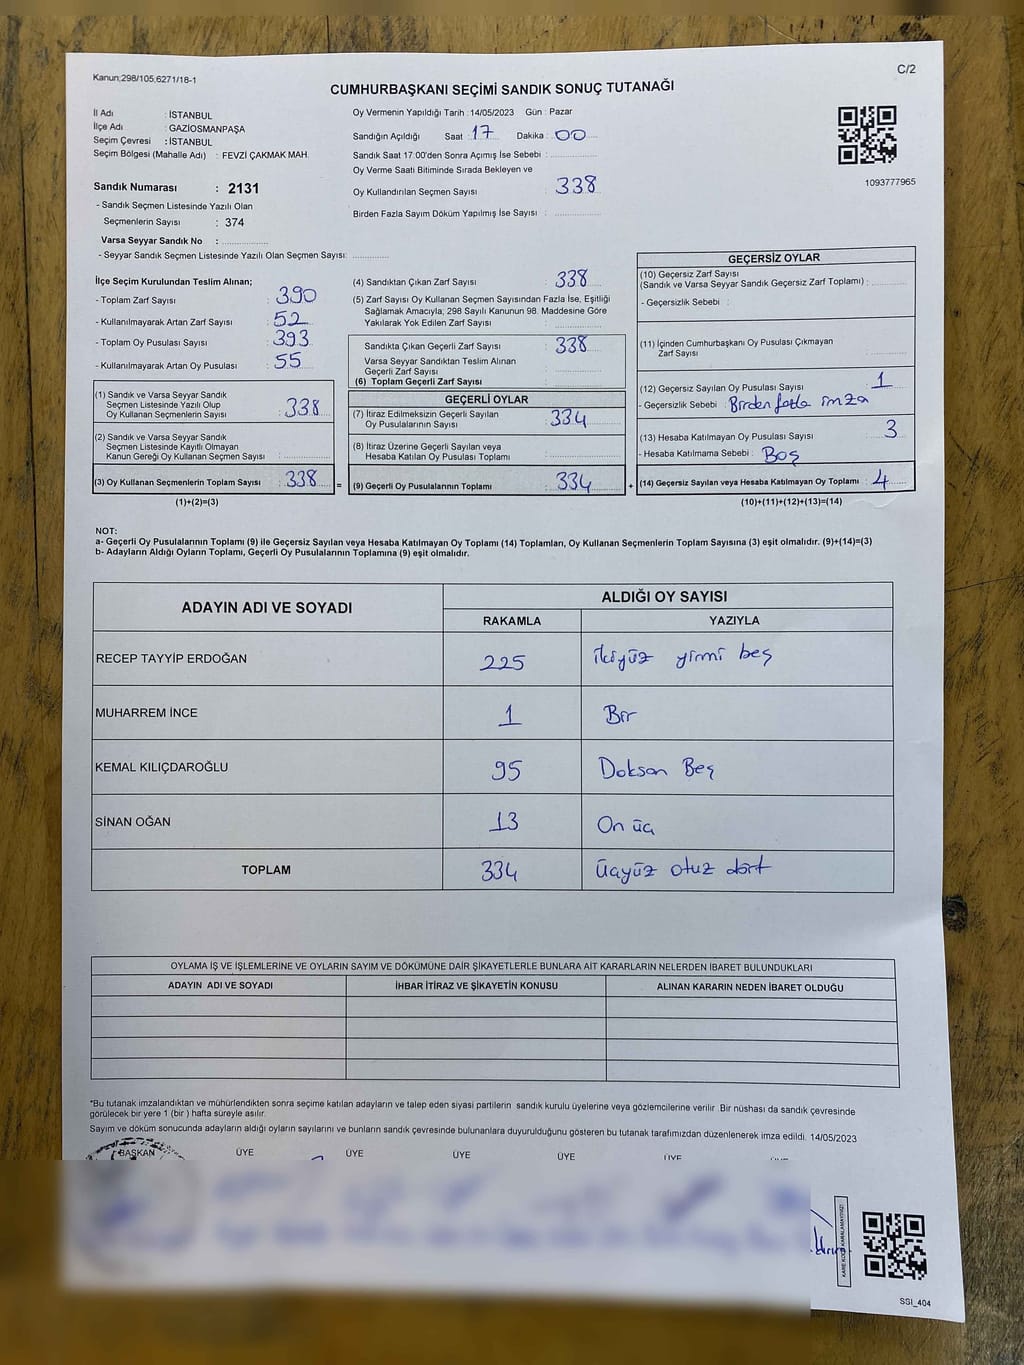 Kanun;298/105,6271/18-1
C/2
CUMHURBAŞKANI SEÇİMİ SANDIK SONUÇ TUTANAĞI
İl Adı : İSTANBUL
İlçe Adı : GAZİOSMANPAŞA
Seçim Çevresi : İSTANBUL
Seçim Bölgesi (Mahalle Adı) : FEVZİ ÇAKMAK MAH.
Sandık Numarası : 2131
- Sandık Seçmen Listesinde Yazılı Olan
Seçmenlerin Sayısı : 374
Varsa Seyyar Sandık No :
- Seyyar Sandık Seçmen Listesinde Yazılı Olan Seçmen Sayısı:
Oy Vermenin Yapıldığı Tarih : 14/05/2023 Gün : Pazar
Sandığın Açıldığı Saat 17 Dakika 00
Sandık Saat 17:00'den Sonra Açımış İse Sebebi :
Oy Verme Saati Bitiminde Sırada Bekleyen ve
Oy Kullandırılan Seçmen Sayısı : 338
Birden Fazla Sayım Döküm Yapılmış İse Sayısı :
1093777965
İlçe Seçim Kurulundan Teslim Alınan;
- Toplam Zarf Sayısı : 390
- Kullanılmayarak Artan Zarf Sayısı : 52
- Toplam Oy Pusulası Sayısı : 393
- Kullanılmayarak Artan Oy Pusulası : 55
(1) Sandık ve Varsa Seyyar Sandık
Seçmen Listesinde Yazılı Olup
Oy Kullanan Seçmenlerin Sayısı : 338
(2) Sandık ve Varsa Seyyar Sandık
Seçmen Listesinde Kayıtlı Olmayan
Kanun Gereği Oy Kullanan Seçmen Sayısı :
(3) Oy Kullanan Seçmenlerin Toplam Sayısı : 338 =
(1)+(2)=(3)
(4) Sandıktan Çıkan Zarf Sayısı : 338
(5) Zarf Sayısı Oy Kullanan Seçmen Sayısından Fazla İse, Eşitliği
Sağlamak Amacıyla; 298 Sayılı Kanunun 98. Maddesine Göre
Yakılarak Yok Edilen Zarf Sayısı :
Sandıkta Çıkan Geçerli Zarf Sayısı : 338
Varsa Seyyar Sandıktan Teslim Alınan
Geçerli Zarf Sayısı :
(6) Toplam Geçerli Zarf Sayısı :
GEÇERLİ OYLAR
(7) İtiraz Edilmeksizin Geçerli Sayılan
Oy Pusulalarının Sayısı : 334
(8) İtiraz Üzerine Geçerli Sayılan veya
Hesaba Katılan Oy Pusulası Toplamı :
(9) Geçerli Oy Pusulalarının Toplamı : 334 +
GEÇERSİZ OYLAR
(10) Geçersiz Zarf Sayısı
(Sandık ve Varsa Seyyar Sandık Geçersiz Zarf Toplamı) :
- Geçersizlik Sebebi :
(11) İçinden Cumhurbaşkanı Oy Pusulası Çıkmayan
Zarf Sayısı :
(12) Geçersiz Sayılan Oy Pusulası Sayısı : 1
- Geçersizlik Sebebi : Birden fazla imza
(13) Hesaba Katılmayan Oy Pusulası Sayısı : 3
- Hesaba Katılmama Sebebi : Boş
(14) Geçersiz Sayılan veya Hesaba Katılmayan Oy Toplamı : 4
(10)+(11)+(12)+(13)=(14)
NOT:
a- Geçerli Oy Pusulalarının Toplamı (9) ile Geçersiz Sayılan veya Hesaba Katılmayan Oy Toplamı (14) Toplamları, Oy Kullanan Seçmenlerin Toplam Sayısına (3) eşit olmalıdır. (9)+(14)=(3)
b- Adayların Aldığı Oyların Toplamı, Geçerli Oy Pusulalarının Toplamına (9) eşit olmalıdır.
ADAYIN ADI VE SOYADI ALDIĞI OY SAYISI
RAKAMLA YAZIYLA
RECEP TAYYİP ERDOĞAN 225 ikiyüz yirmi beş
MUHARREM İNCE 1 Bir
KEMAL KILIÇDAROĞLU 95 Doksan Beş
SİNAN OĞAN 13 On üç
TOPLAM 334 üçyüz otuz dört
OYLAMA İŞ VE İŞLEMLERİNE VE OYLARIN SAYIM VE DÖKÜMÜNE DAİR ŞİKAYETLERLE BUNLARA AİT KARARLARIN NELERDEN İBARET BULUNDUKLARI
ADAYIN ADI VE SOYADI İHBAR İTİRAZ VE ŞİKAYETİN KONUSU ALINAN KARARIN NEDEN İBARET OLDUĞU
*Bu tutanak imzalandıktan ve mühürlendikten sonra seçime katılan adayların ve talep eden siyasi partilerin sandık kurulu üyelerine veya gözlemcilerine verilir. Bir nüshası da sandık çevresinde
görülecek bir yere 1 (bir) hafta süreyle asılır.
Sayım ve döküm sonucunda adayların aldığı oyların sayılarını ve bunların sandık çevresinde bulunanlara duyurulduğunu gösteren bu tutanak tarafımızdan düzenlenerek imza edildi. 14/05/2023
BAŞKAN ÜYE ÜYE ÜYE ÜYE ÜYE
SSI_404